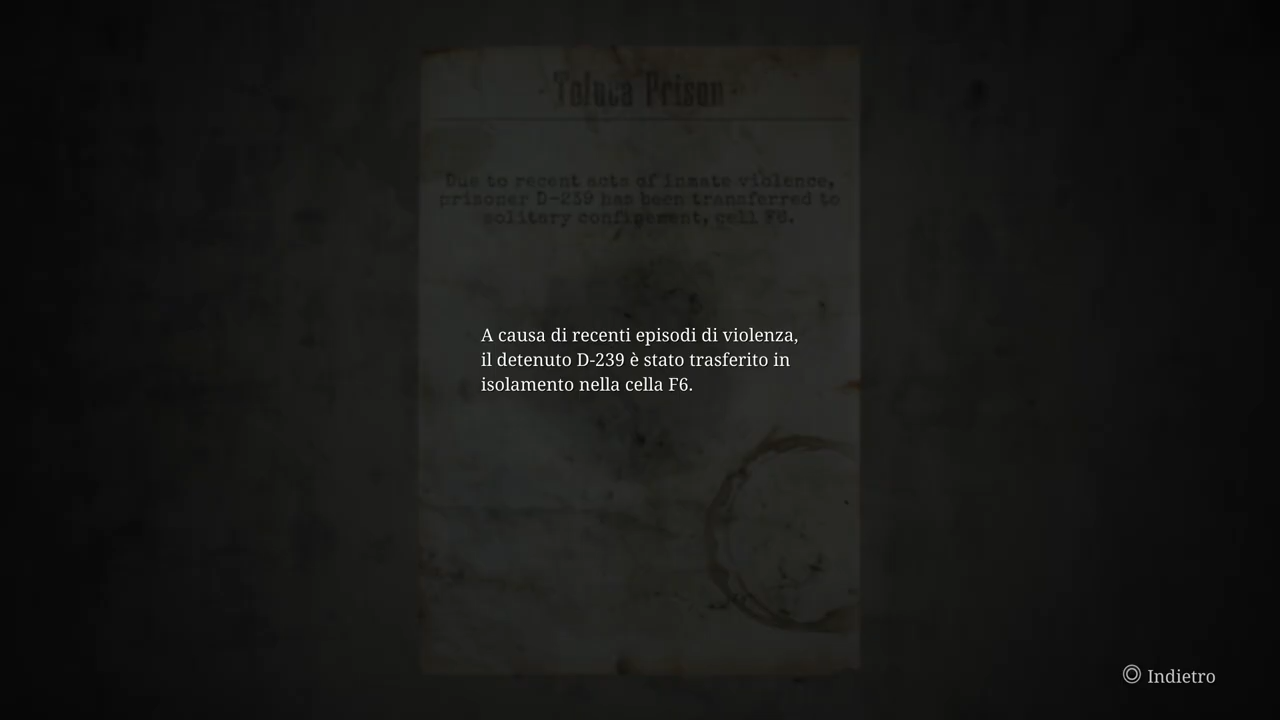 Toluca Prison
Due to recent acts of inmate violence,
prisoner D-239 has been transferred to
solitary confinement, cell F6.
A causa di recenti episodi di violenza,
il detenuto D-239 è stato trasferito in
isolamento nella cella F6.
Indietro